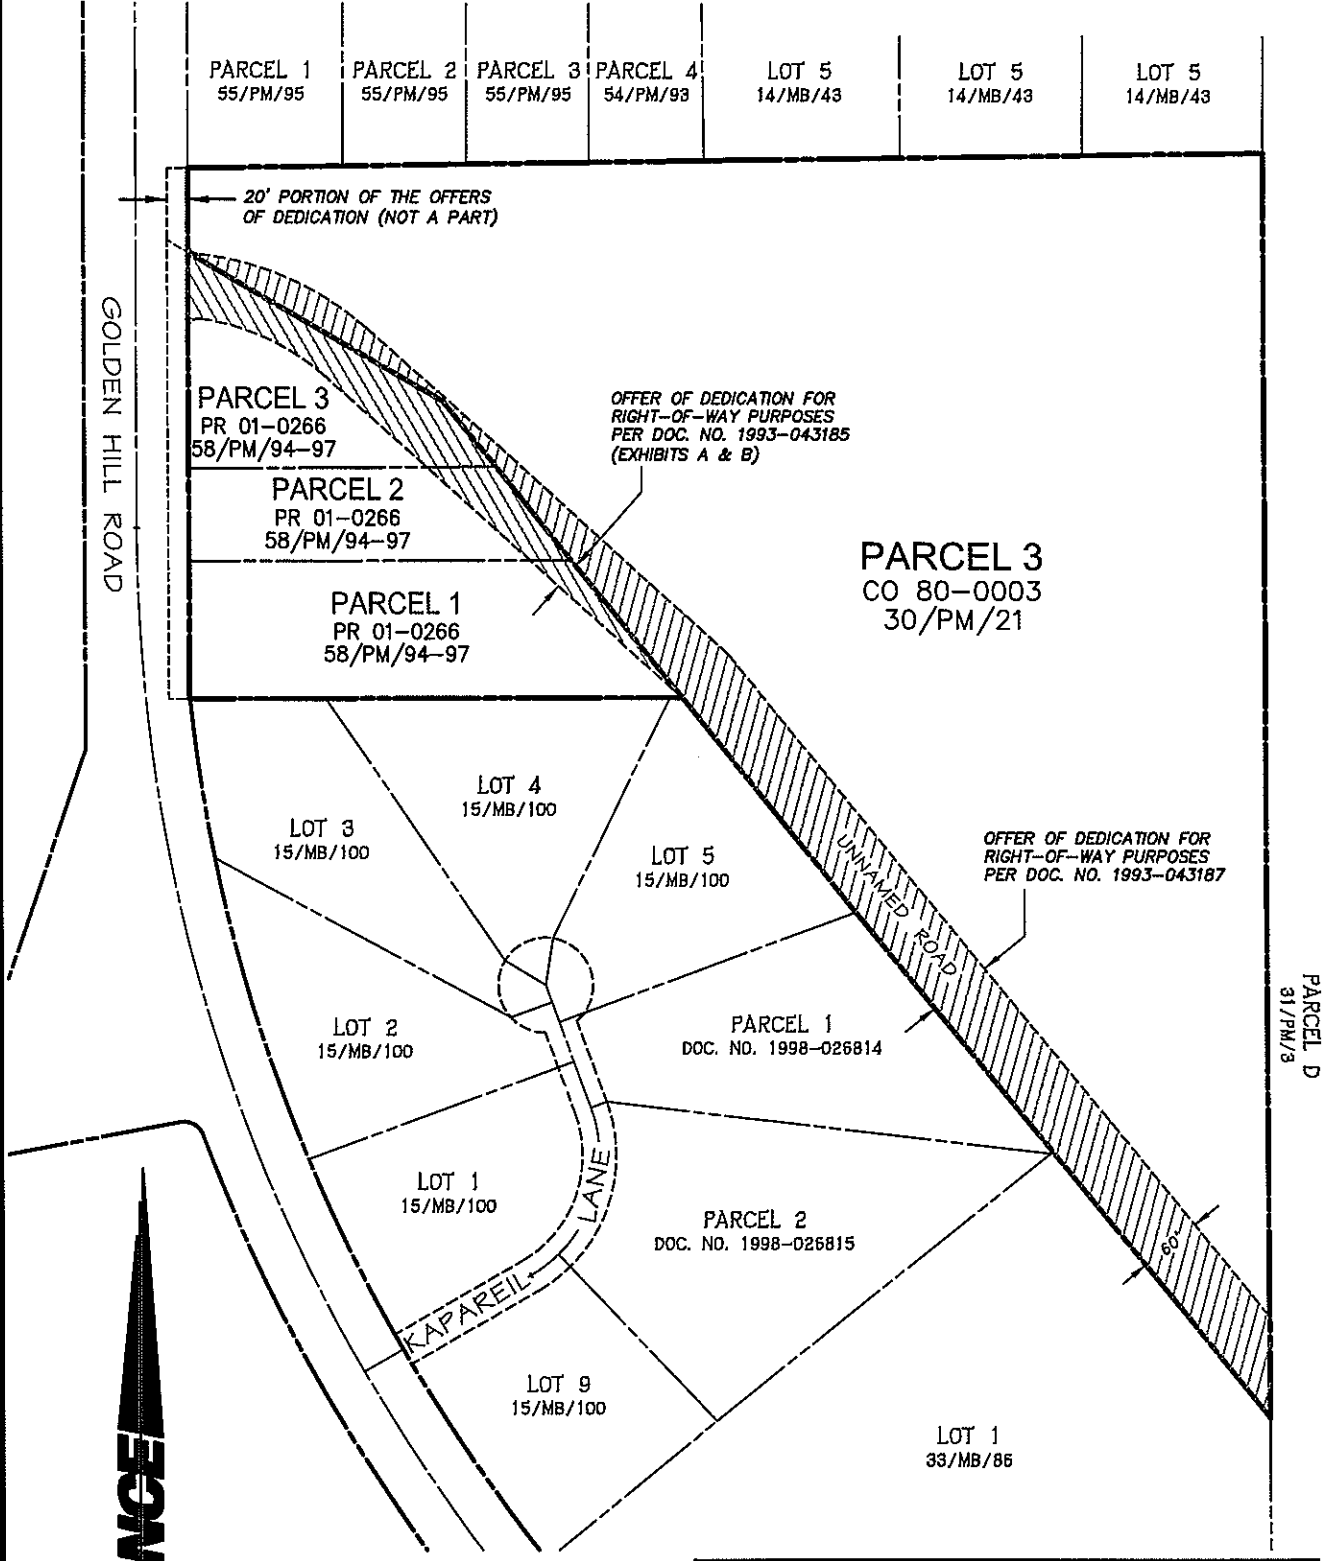 PARCEL 1
55/PM/95
PARCEL 2
55/PM/95
PARCEL 3
55/PM/95
PARCEL 4
54/PM/93
LOT 5
14/MB/43
LOT 5
14/MB/43
LOT 5
14/MB/43
20' PORTION OF THE OFFERS
OF DEDICATION (NOT A PART)
GOLDEN HILL ROAD
PARCEL 3
PR 01-0266
58/PM/94-97
OFFER OF DEDICATION FOR
RIGHT-OF-WAY PURPOSES
PER DOC. NO. 1993-043185
(EXHIBITS A & B)
PARCEL 2
PR 01-0266
58/PM/94-97
PARCEL 3
CO 80-0003
30/PM/21
PARCEL 1
PR 01-0266
58/PM/94-97
LOT 4
15/MB/100
LOT 3
15/MB/100
LOT 5
15/MB/100
UNNAMED ROAD
OFFER OF DEDICATION FOR
RIGHT-OF-WAY PURPOSES
PER DOC. NO. 1993-043187
PARCEL D
31/PM/3
LOT 2
15/MB/100
PARCEL 1
DOC. NO. 1998-026814
LOT 1
15/MB/100
PARCEL 2
DOC. NO. 1998-026815
60'
KAPAREIL LANE
LOT 9
15/MB/100
LOT 1
33/MB/86
NCE